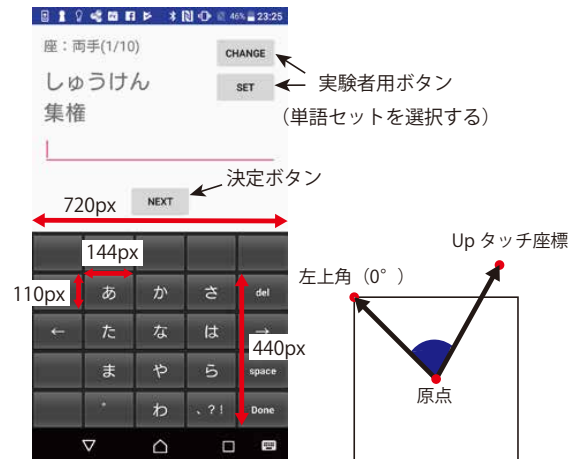 46% 23:25
座：両手(1/10)
CHANGE
しゅうけん
SET
実験者用ボタン
集権
（単語セットを選択する）
決定ボタン
NEXT
720px
144px
110px
あ
か
さ
del
←
た
な
は
→
440px
ま
や
ら
space
゛
わ
、?!
Done
Up タッチ座標
左上角（0°）
原点